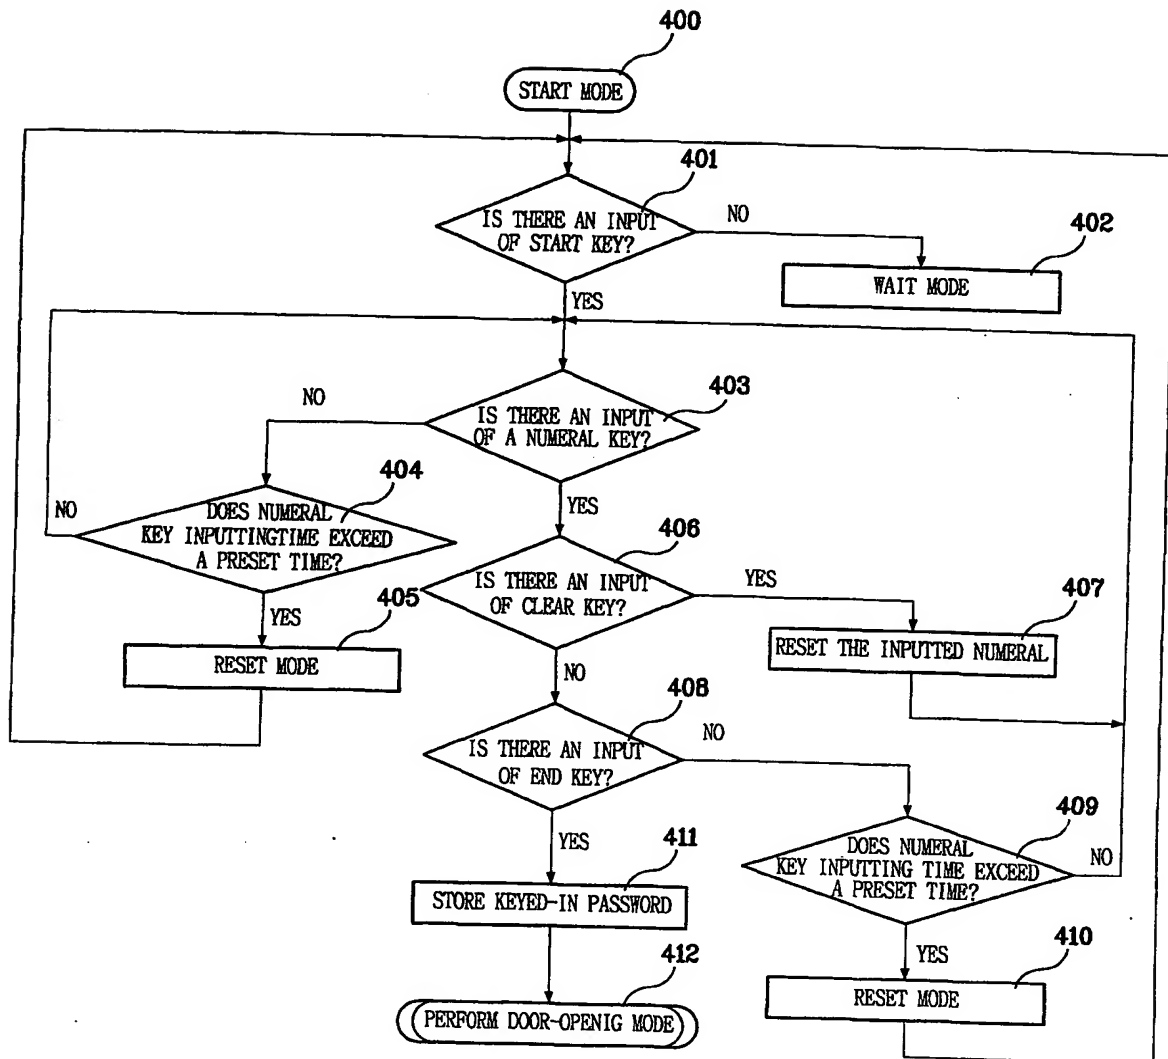 400
START MODE
401
IS THERE AN INPUT
OF START KEY?
NO
402
WAIT MODE
YES
403
NO
IS THERE AN INPUT
OF A NUMERAL KEY?
404
NO
DOES NUMERAL
KEY INPUTTINGTIME EXCEED
A PRESET TIME?
YES
406
IS THERE AN INPUT
OF CLEAR KEY?
YES
407
RESET THE INPUTTED NUMERAL
YES
405
RESET MODE
NO
408
IS THERE AN INPUT
OF END KEY?
NO
409
DOES NUMERAL
KEY INPUTTING TIME EXCEED
A PRESET TIME?
NO
YES
411
STORE KEYED-IN PASSWORD
YES
410
RESET MODE
412
PERFORM DOOR-OPENIG MODE